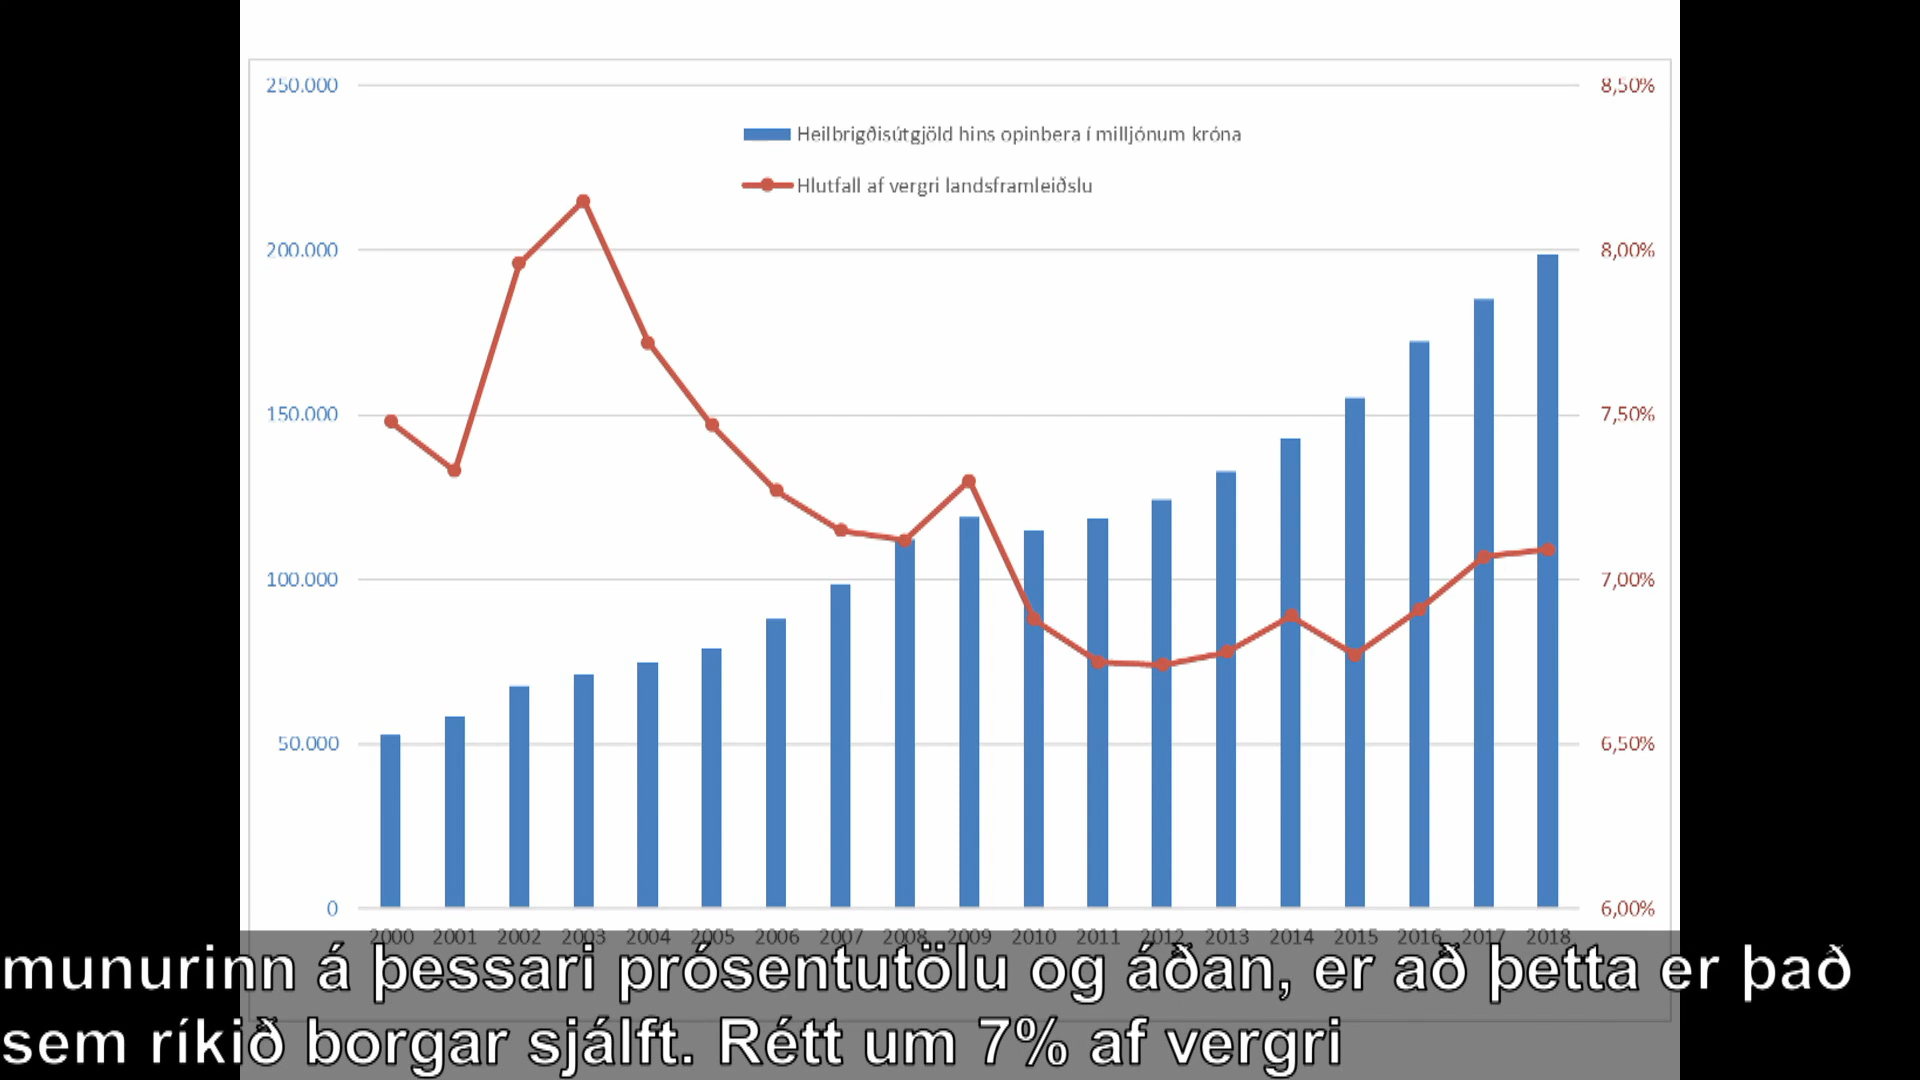 250.000
8,50%
Heilbrigðisútgjöld hins opinbera í milljónum króna
Hlutfall af vergri landsframleiðslu
200.000
8,00%
150.000
7,50%
100.000
7,00%
50.000
6,50%
0
6,00%
2000 2001 2002 2003 2004 2005 2006 2007 2008 2009 2010 2011 2012 2013 2014 2015 2016 2017 2018
munurinn á þessari prósentutölu og áðan, er að þetta er það
sem ríkið borgar sjálft. Rétt um 7% af vergri